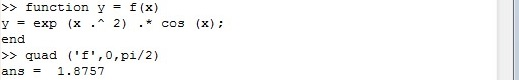 >> function y = f(x)
y = exp (x .^ 2) .* cos (x);
end
>> quad ('f',0,pi/2)
ans =  1.8757